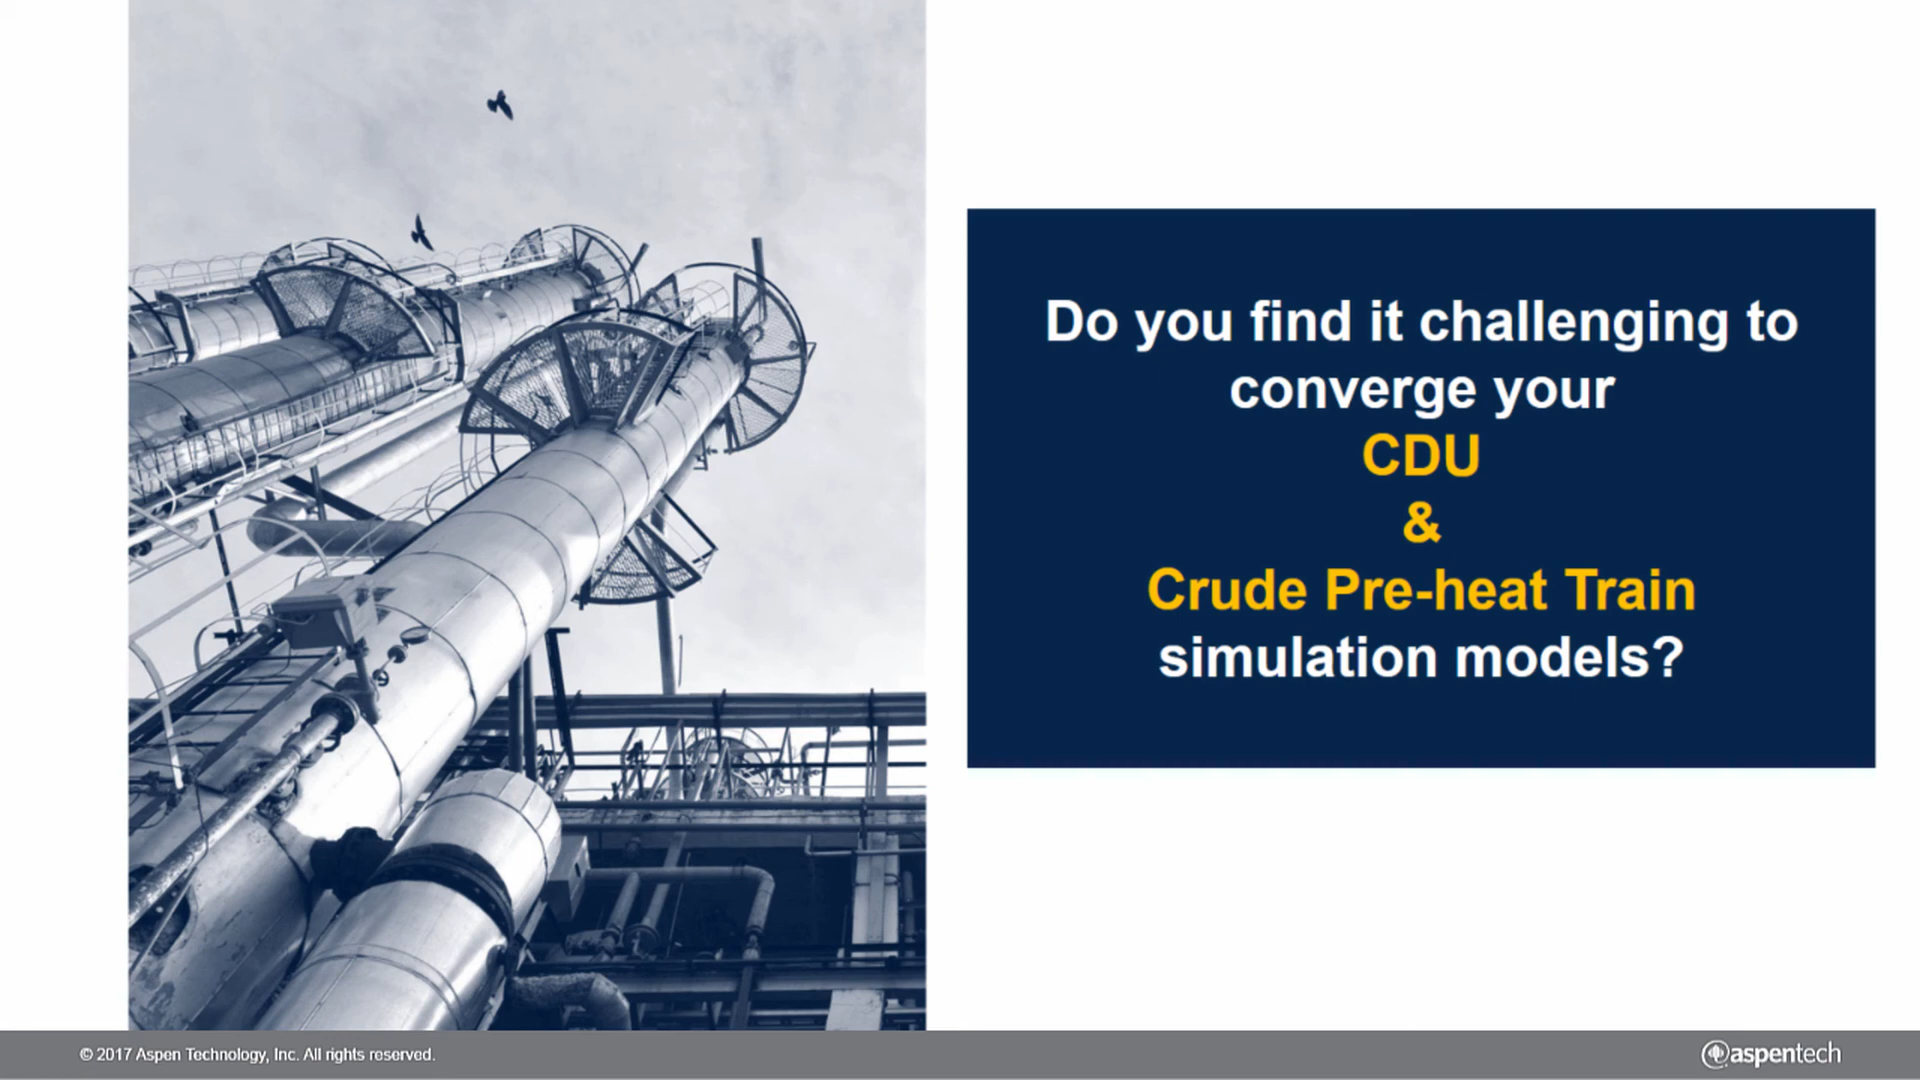 Do you find it challenging to
converge your
CDU
&
Crude Pre-heat Train
simulation models?
© 2017 Aspen Technology, Inc. All rights reserved.
aspentech